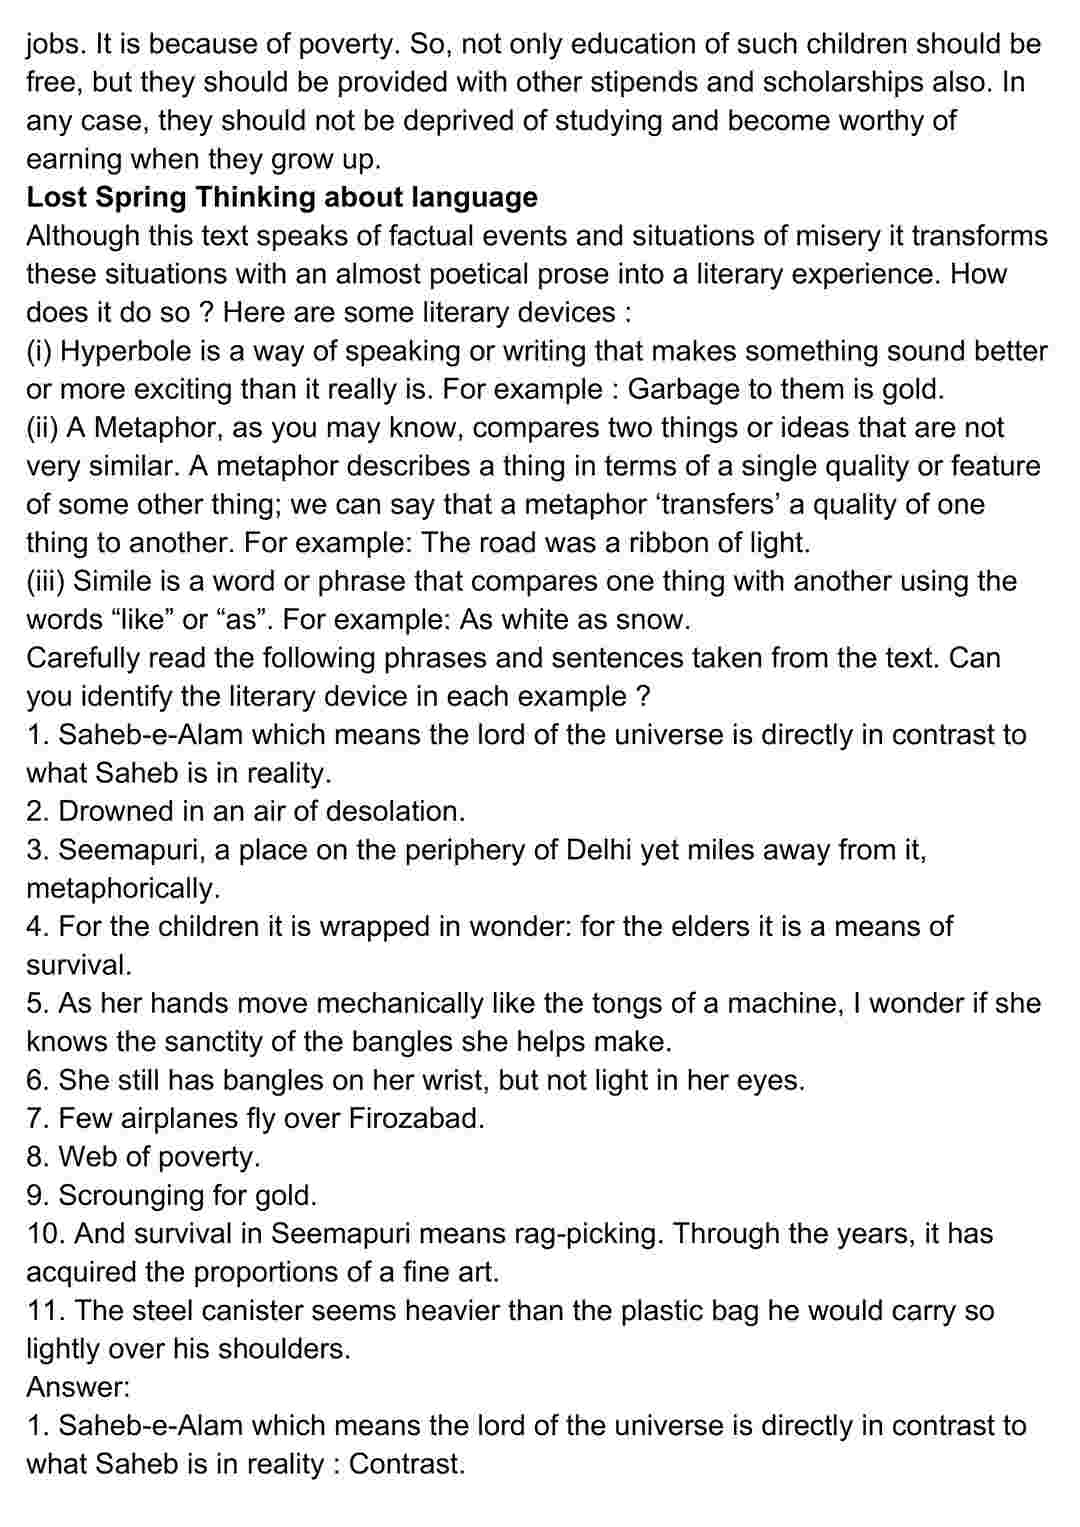 jobs. It is because of poverty. So, not only education of such children should be
free, but they should be provided with other stipends and scholarships also. In
any case, they should not be deprived of studying and become worthy of
earning when they grow up.
Lost Spring Thinking about language
Although this text speaks of factual events and situations of misery it transforms
these situations with an almost poetical prose into a literary experience. How
does it do so ? Here are some literary devices :
(i) Hyperbole is a way of speaking or writing that makes something sound better
or more exciting than it really is. For example : Garbage to them is gold.
(ii) A Metaphor, as you may know, compares two things or ideas that are not
very similar. A metaphor describes a thing in terms of a single quality or feature
of some other thing; we can say that a metaphor ‘transfers’ a quality of one
thing to another. For example: The road was a ribbon of light.
(iii) Simile is a word or phrase that compares one thing with another using the
words “like” or “as”. For example: As white as snow.
Carefully read the following phrases and sentences taken from the text. Can
you identify the literary device in each example ?
1. Saheb-e-Alam which means the lord of the universe is directly in contrast to
what Saheb is in reality.
2. Drowned in an air of desolation.
3. Seemapuri, a place on the periphery of Delhi yet miles away from it,
metaphorically.
4. For the children it is wrapped in wonder: for the elders it is a means of
survival.
5. As her hands move mechanically like the tongs of a machine, I wonder if she
knows the sanctity of the bangles she helps make.
6. She still has bangles on her wrist, but not light in her eyes.
7. Few airplanes fly over Firozabad.
8. Web of poverty.
9. Scrounging for gold.
10. And survival in Seemapuri means rag-picking. Through the years, it has
acquired the proportions of a fine art.
11. The steel canister seems heavier than the plastic bag he would carry so
lightly over his shoulders.
Answer:
1. Saheb-e-Alam which means the lord of the universe is directly in contrast to
what Saheb is in reality : Contrast.